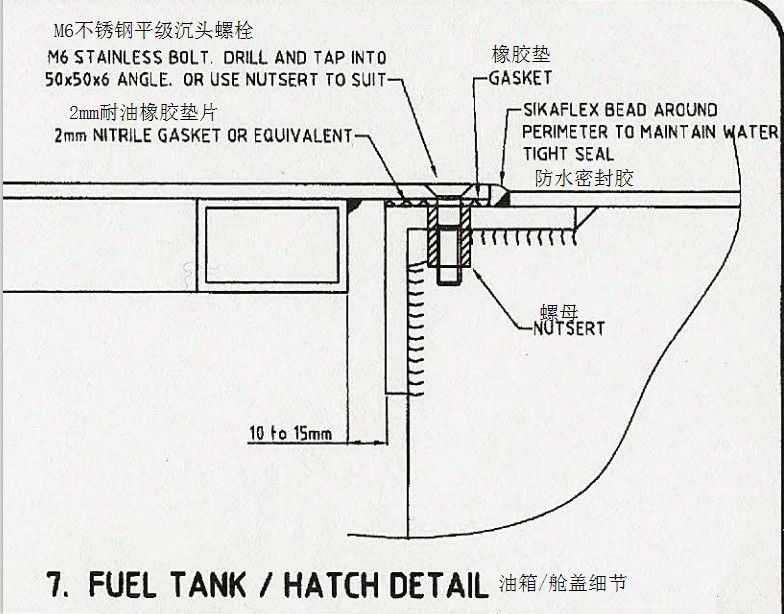 M6不锈钢平级沉头螺栓
M6 STAINLESS BOLT. DRILL AND TAP INTO
50x50x6 ANGLE. OR USE NUTSERT TO SUIT
2mm耐油橡胶垫片
2mm NITRILE GASKET OR EQUIVALENT
橡胶垫
GASKET
SIKAFLEX BEAD AROUND
PERIMETER TO MAINTAIN WATER
TIGHT SEAL
防水密封胶
螺母
NUTSERT
10 to 15mm
7. FUEL TANK / HATCH DETAIL 油箱/舱盖细节